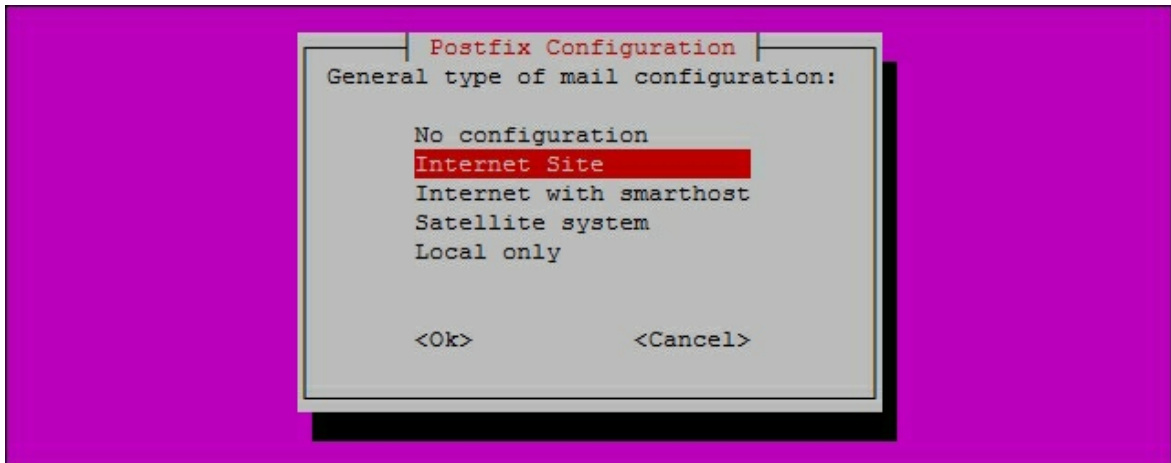 Postfix Configuration
General type of mail configuration:
No configuration
Internet Site
Internet with smarthost
Satellite system
Local only
<Ok> <Cancel>